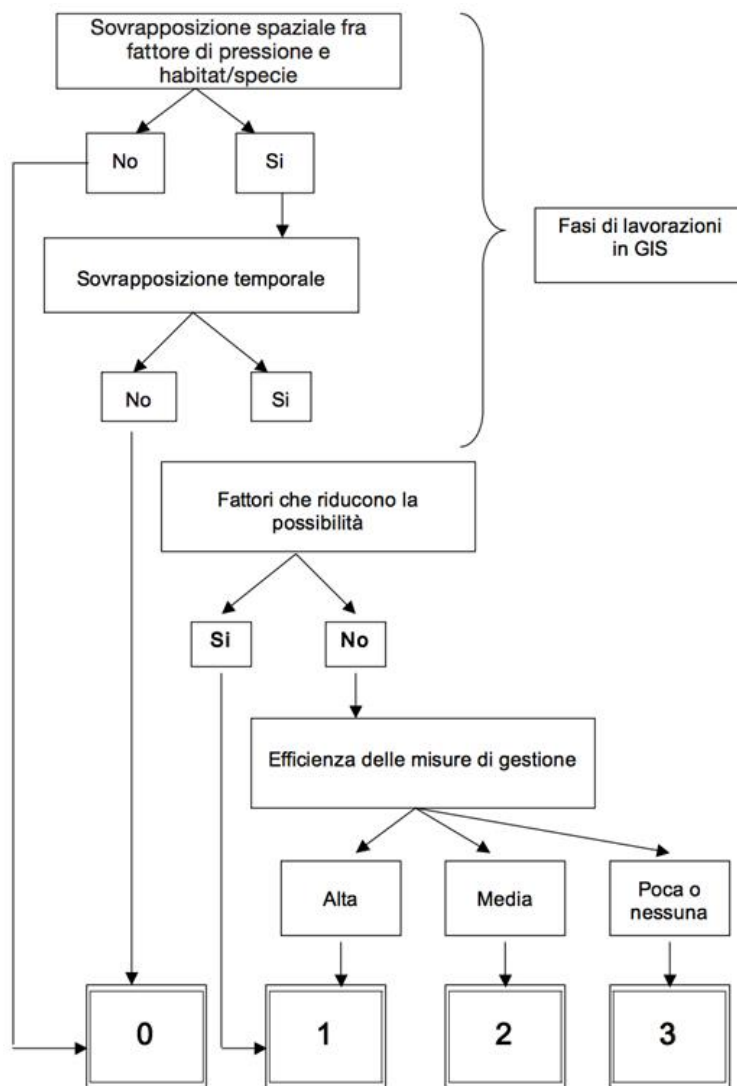 Sovrapposizione spaziale fra
fattore di pressione e
habitat/specie
No
Si
Fasi di lavorazioni
in GIS
Sovrapposizione temporale
No
Si
Fattori che riducono la
possibilità
Si
No
Efficienza delle misure di gestione
Alta
Media
Poca o
nessuna
0
1
2
3